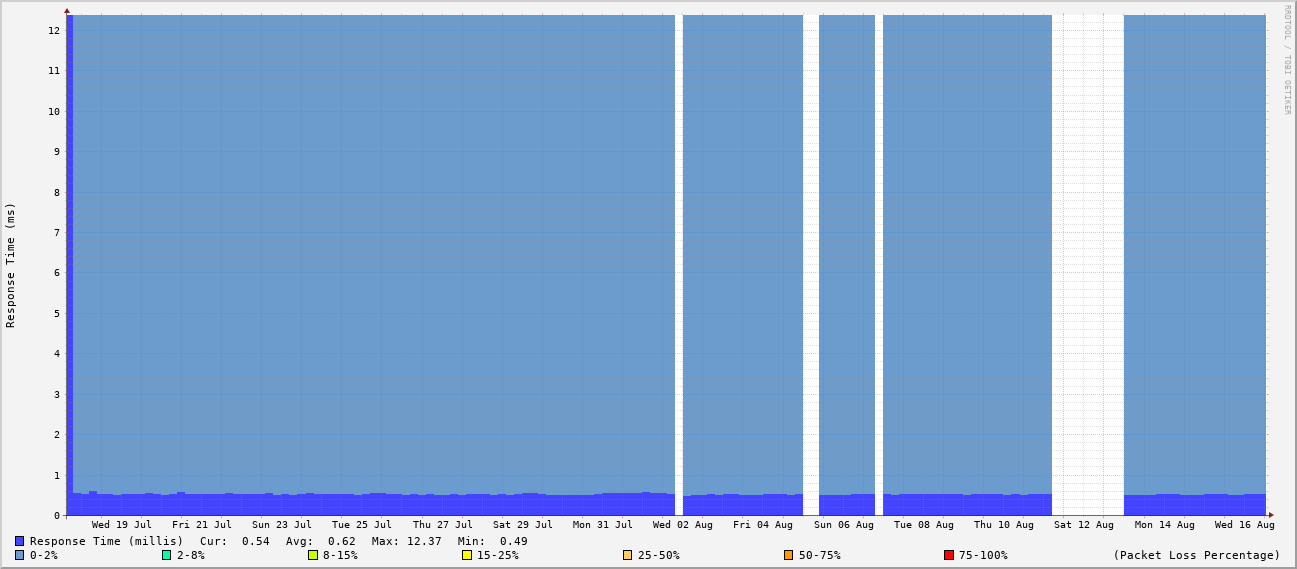 RRDTOOL / TOBI OETIKER
Response Time (ms)
12
11
10
9
8
7
6
5
4
3
2
1
0
Wed 19 Jul Fri 21 Jul Sun 23 Jul Tue 25 Jul Thu 27 Jul Sat 29 Jul Mon 31 Jul Wed 02 Aug Fri 04 Aug Sun 06 Aug Tue 08 Aug Thu 10 Aug Sat 12 Aug Mon 14 Aug Wed 16 Aug
Response Time (millis) Cur: 0.54 Avg: 0.62 Max: 12.37 Min: 0.49
0-2% 2-8% 8-15% 15-25% 25-50% 50-75% 75-100% (Packet Loss Percentage)